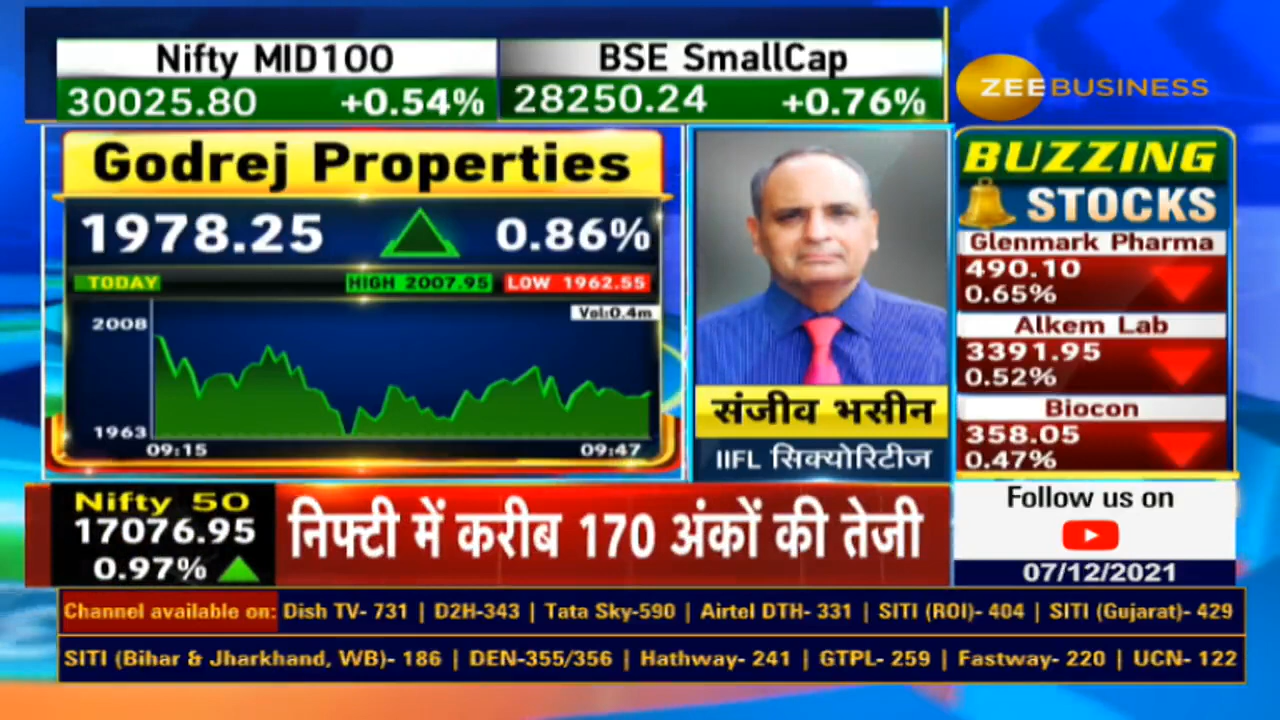 Nifty MID100
30025.80 +0.54%
BSE SmallCap
28250.24 +0.76%
ZEEBUSINESS
Godrej Properties
1978.25 0.86%
TODAY HIGH 2007.95 LOW 1962.55
Vol:0.4m
2008
1963
09:15 09:47
संजीव भसीन
IIFL सिक्योरिटीज
BUZZING
STOCKS
Glenmark Pharma
490.10
0.65%
Alkem Lab
3391.95
0.52%
Biocon
358.05
0.47%
Nifty 50
17076.95
0.97%
निफ्टी में करीब 170 अंकों की तेजी
Follow us on
07/12/2021
Channel available on: Dish TV- 731 | D2H-343 | Tata Sky-590 | Airtel DTH- 331 | SITI (ROI)- 404 | SITI (Gujarat)- 429
SITI (Bihar & Jharkhand, WB)- 186 | DEN-355/356 | Hathway- 241 | GTPL- 259 | Fastway- 220 | UCN- 122